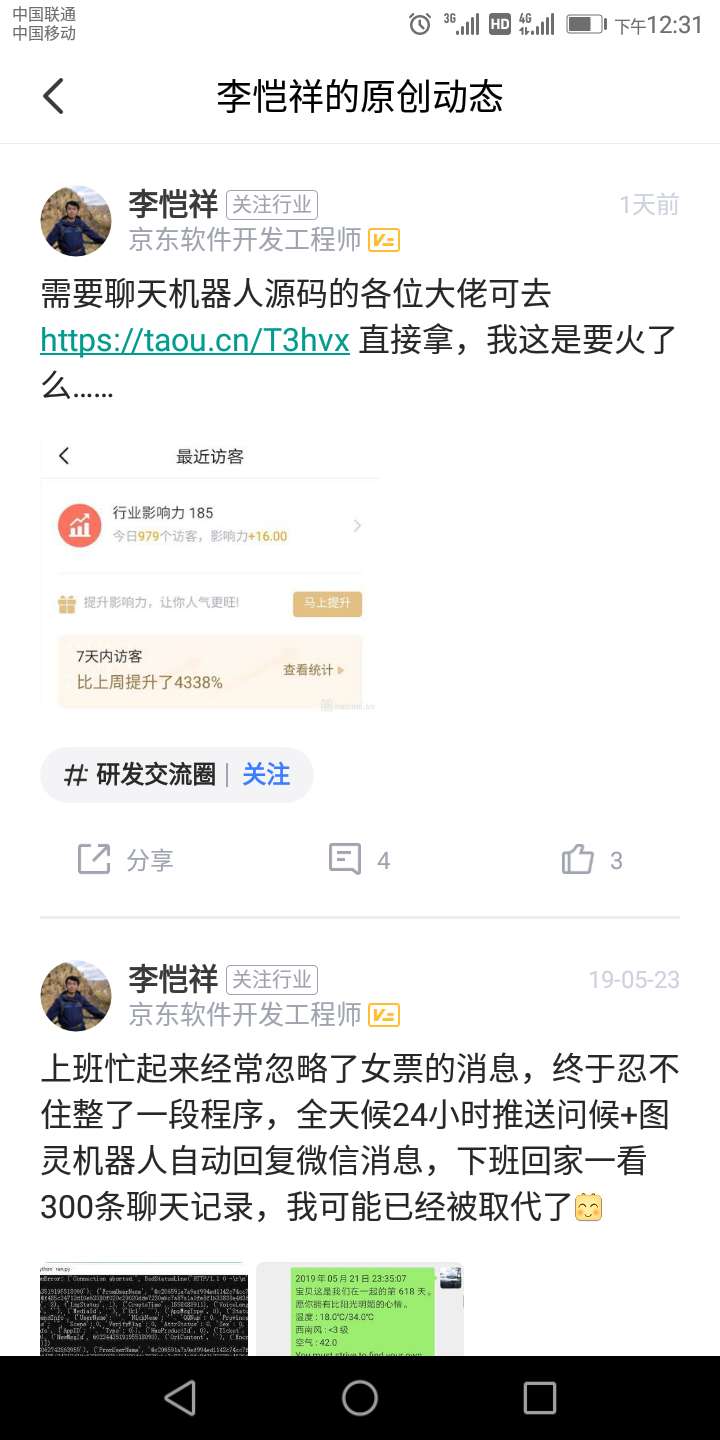 中国联通
中国移动
3G HD 4G 下午12:31
李恺祥的原创动态
李恺祥 关注行业 1天前
京东软件开发工程师
需要聊天机器人源码的各位大佬可去
https://taou.cn/T3hvx 直接拿，我这是要火了
么......
最近访客
行业影响力 185
今日979个访客，影响力+16.00
提升影响力，让你人气更旺! 马上提升
7天内访客
比上周提升了4338% 查看统计
# 研发交流圈 | 关注
分享 4 3
李恺祥 关注行业 19-05-23
京东软件开发工程师
上班忙起来经常忽略了女票的消息，终于忍不
住整了一段程序，全天候24小时推送问候+图
灵机器人自动回复微信消息，下班回家一看
300条聊天记录，我可能已经被取代了
2019 年 05 月 21 日 23:35:07
宝贝这是我们在一起的第 618 天。
愿你拥有比阳光明媚的心情。
温度 : 18.0℃/34.0℃
西南风 : <3 级
空气 : 42.0
You must strive to find your own